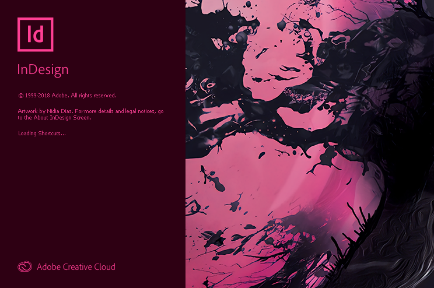 Id
InDesign
© 1999-2018 Adobe. All rights reserved.
Artwork by Nidia Dias. For more details and legal notices, go
to the About InDesign Screen.
Loading Shortcuts...
Adobe Creative Cloud